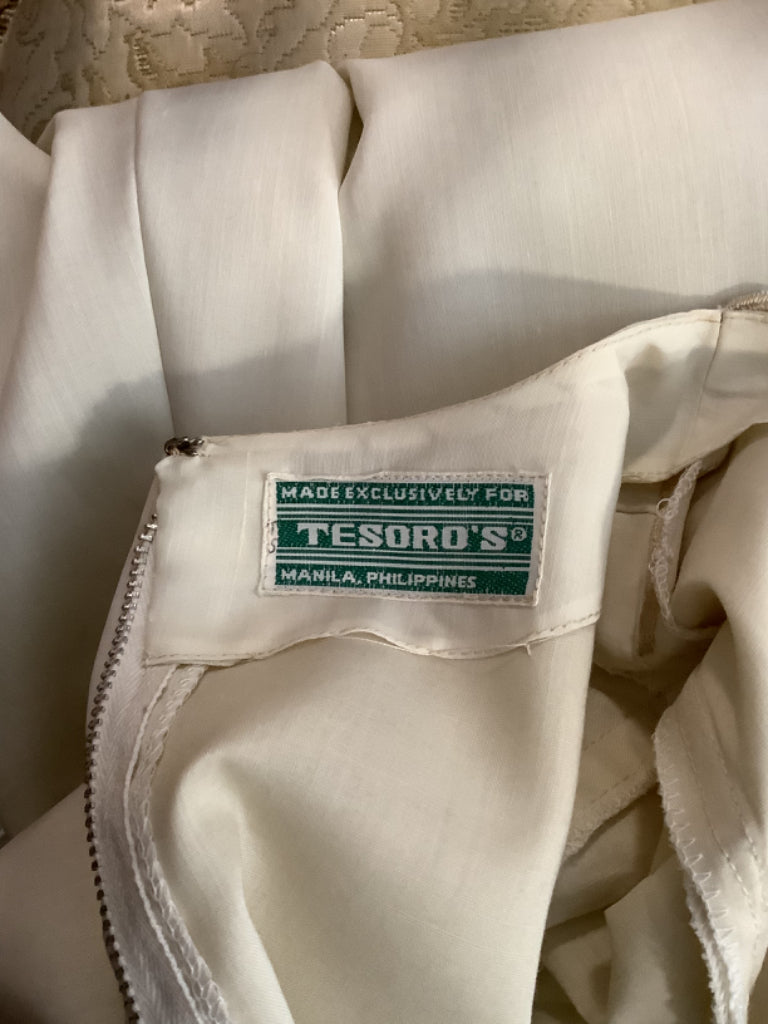 MADE EXCLUSIVELY FOR
TESORO'S®
MANILA, PHILIPPINES